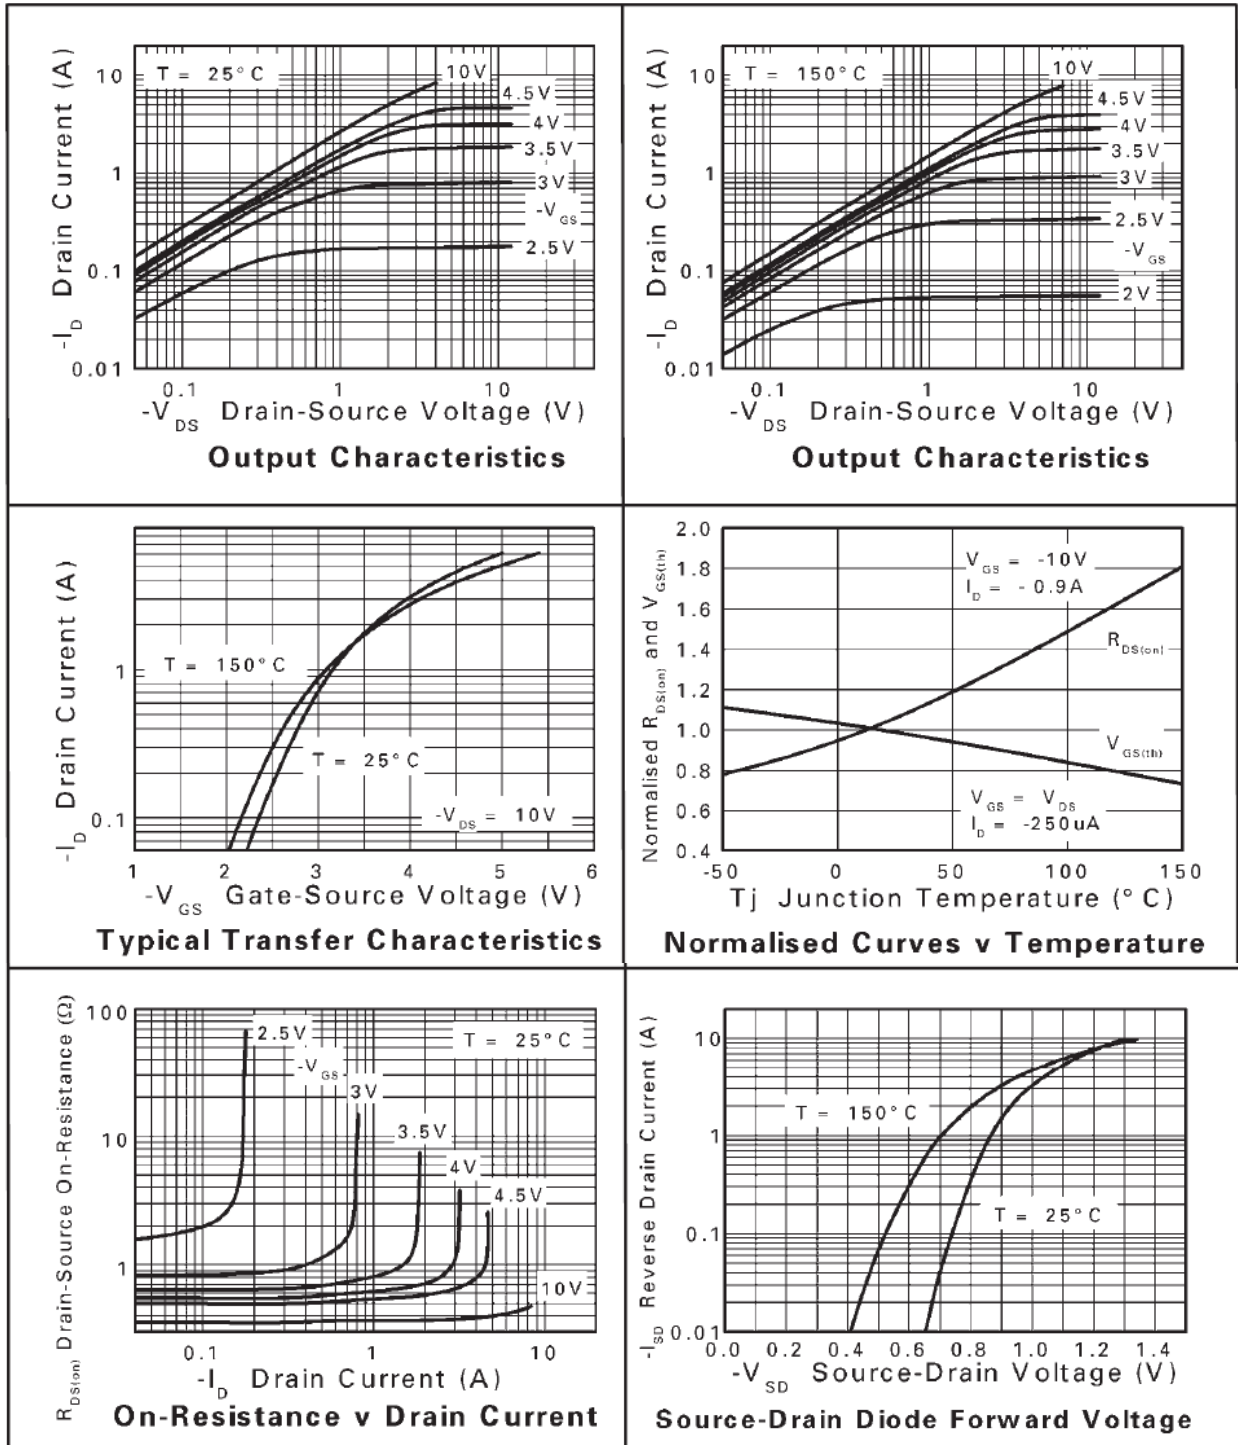 -I_D Drain Current (A)
10
1
0.1
0.01
T = 25°C
10V
4.5V
4V
3.5V
3V
-V_GS
2.5V
0.1 1 10
-V_DS Drain-Source Voltage (V)
Output Characteristics
-I_D Drain Current (A)
10
1
0.1
0.01
T = 150°C
10V
4.5V
4V
3.5V
3V
2.5V
-V_GS
2V
0.1 1 10
-V_DS Drain-Source Voltage (V)
Output Characteristics
-I_D Drain Current (A)
1
0.1
T = 150°C
T = 25°C
-V_DS = 10V
1 2 3 4 5 6
-V_GS Gate-Source Voltage (V)
Typical Transfer Characteristics
Normalised R_DS(on) and V_GS(th)
2.0
1.8
1.6
1.4
1.2
1.0
0.8
0.6
0.4
V_GS = -10V
I_D = - 0.9A
R_DS(on)
V_GS(th)
V_GS = V_DS
I_D = -250uA
-50 0 50 100 150
Tj Junction Temperature (°C)
Normalised Curves v Temperature
R_DS(on) Drain-Source On-Resistance (Ω)
100
10
1
2.5V
T = 25°C
-V_GS
3V
3.5V
4V
4.5V
10V
0.1 1 10
-I_D Drain Current (A)
On-Resistance v Drain Current
-I_SD Reverse Drain Current (A)
10
1
0.1
0.01
T = 150°C
T = 25°C
0.0 0.2 0.4 0.6 0.8 1.0 1.2 1.4
-V_SD Source-Drain Voltage (V)
Source-Drain Diode Forward Voltage